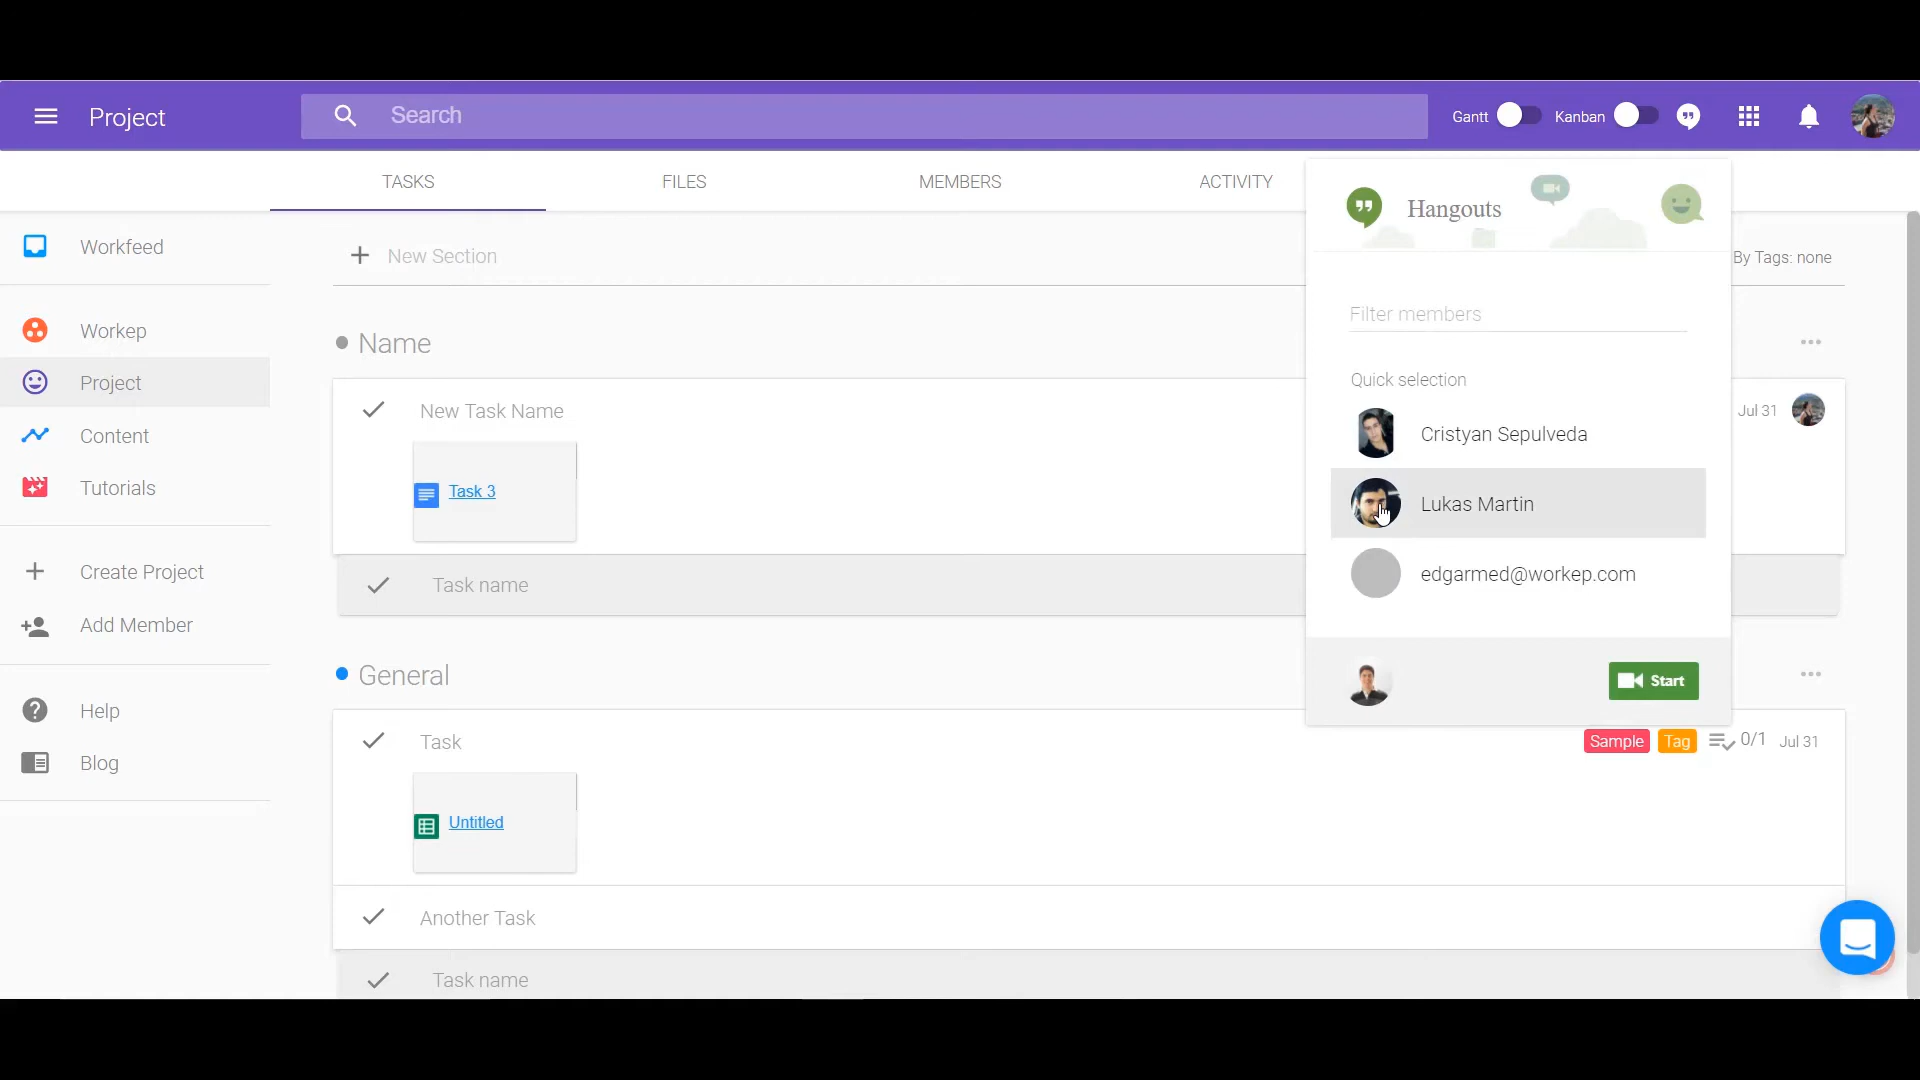 Project
Search
Gantt
Kanban
TASKS
FILES
MEMBERS
ACTIVITY
Workfeed
Workep
Project
Content
Tutorials
Create Project
Add Member
Help
Blog
New Section
By Tags: none
Name
New Task Name
Jul 31
Task 3
Task name
General
Task
Sample
Tag
0/1
Jul 31
Untitled
Another Task
Task name
Hangouts
Filter members
Quick selection
Cristyan Sepulveda
Lukas Martin
edgarmed@workep.com
Start